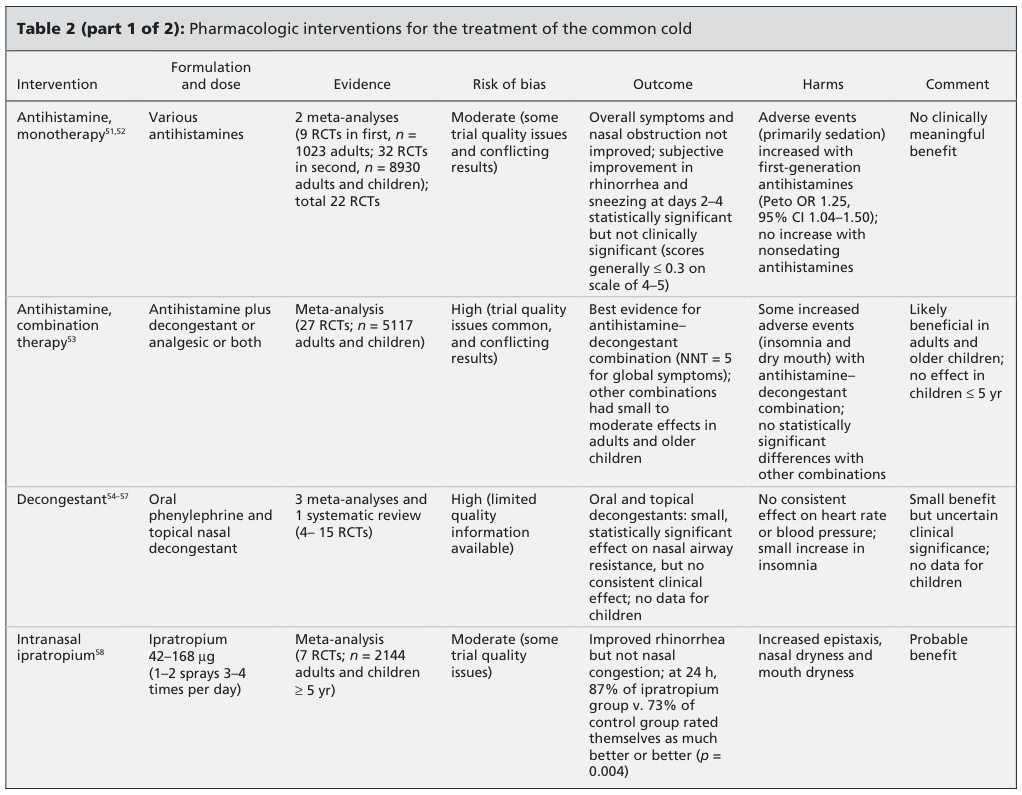 Table 2 (part 1 of 2): Pharmacologic interventions for the treatment of the common cold
Intervention
Formulation
and dose
Evidence
Risk of bias
Outcome
Harms
Comment
Antihistamine,
monotherapy51,52
Various
antihistamines
2 meta-analyses
(9 RCTs in first, n =
1023 adults; 32 RCTs
in second, n = 8930
adults and children);
total 22 RCTs
Moderate (some
trial quality issues
and conflicting
results)
Overall symptoms and
nasal obstruction not
improved; subjective
improvement in
rhinorrhea and
sneezing at days 2–4
statistically significant
but not clinically
significant (scores
generally ≤ 0.3 on
scale of 4–5)
Adverse events
(primarily sedation)
increased with
first-generation
antihistamines
(Peto OR 1.25,
95% CI 1.04–1.50);
no increase with
nonsedating
antihistamines
No clinically
meaningful
benefit
Antihistamine,
combination
therapy53
Antihistamine plus
decongestant or
analgesic or both
Meta-analysis
(27 RCTs; n = 5117
adults and children)
High (trial quality
issues common,
and conflicting
results)
Best evidence for
antihistamine–
decongestant
combination (NNT = 5
for global symptoms);
other combinations
had small to
moderate effects in
adults and older
children
Some increased
adverse events
(insomnia and
dry mouth) with
antihistamine–
decongestant
combination;
no statistically
significant
differences with
other combinations
Likely
beneficial in
adults and
older children;
no effect in
children ≤ 5 yr
Decongestant54–57
Oral
phenylephrine and
topical nasal
decongestant
3 meta-analyses and
1 systematic review
(4– 15 RCTs)
High (limited
quality
information
available)
Oral and topical
decongestants: small,
statistically significant
effect on nasal airway
resistance, but no
consistent clinical
effect; no data for
children
No consistent
effect on heart rate
or blood pressure;
small increase in
insomnia
Small benefit
but uncertain
clinical
significance;
no data for
children
Intranasal
ipratropium58
Ipratropium
42–168 µg
(1–2 sprays 3–4
times per day)
Meta-analysis
(7 RCTs; n = 2144
adults and children
≥ 5 yr)
Moderate (some
trial quality
issues)
Improved rhinorrhea
but not nasal
congestion; at 24 h,
87% of ipratropium
group v. 73% of
control group rated
themselves as much
better or better (p =
0.004)
Increased epistaxis,
nasal dryness and
mouth dryness
Probable
benefit